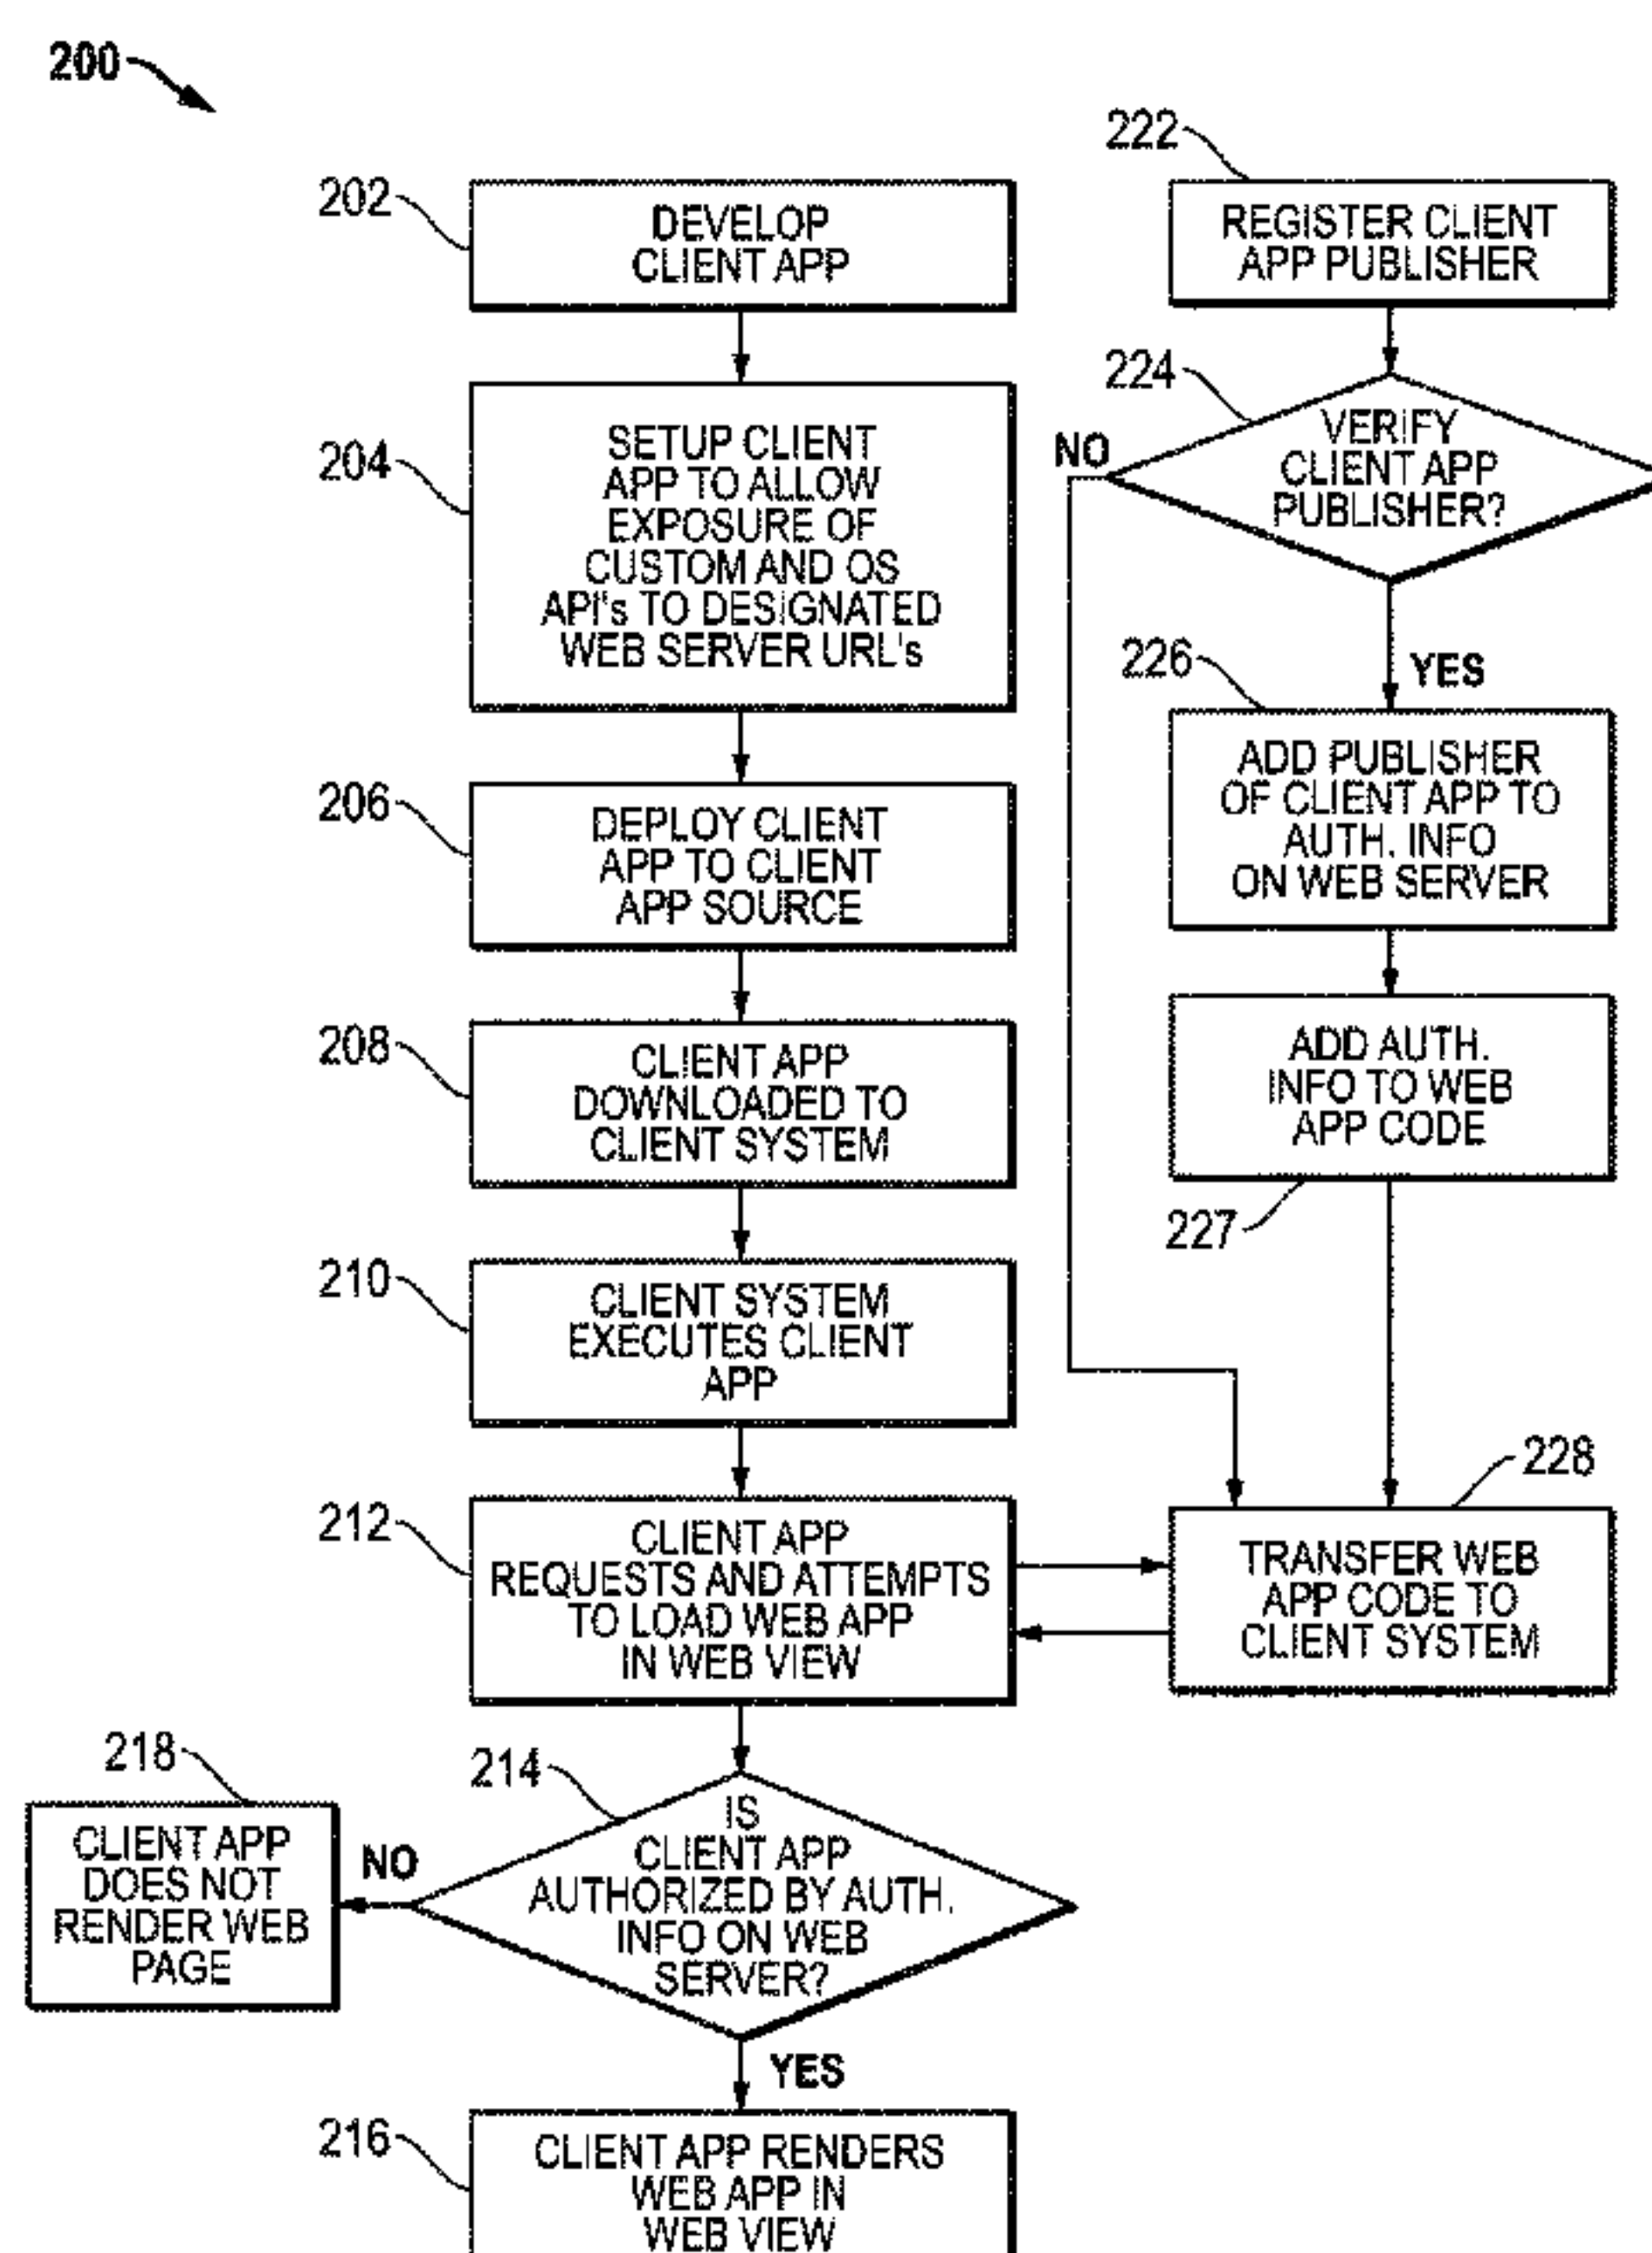 200
202
DEVELOP
CLIENT APP
204
SETUP CLIENT
APP TO ALLOW
EXPOSURE OF
CUSTOM AND OS
API's TO DESIGNATED
WEB SERVER URL's
206
DEPLOY CLIENT
APP TO CLIENT
APP SOURCE
208
CLIENT APP
DOWNLOADED TO
CLIENT SYSTEM
210
CLIENT SYSTEM
EXECUTES CLIENT
APP
212
CLIENT APP
REQUESTS AND ATTEMPTS
TO LOAD WEB APP
IN WEB VIEW
214
IS
CLIENT APP
AUTHORIZED BY AUTH.
INFO ON WEB
SERVER?
NO
218
CLIENT APP
DOES NOT
RENDER WEB
PAGE
YES
216
CLIENT APP RENDERS
WEB APP IN
WEB VIEW
222
REGISTER CLIENT
APP PUBLISHER
224
VERIFY
CLIENT APP
PUBLISHER?
NO
YES
226
ADD PUBLISHER
OF CLIENT APP TO
AUTH. INFO
ON WEB SERVER
ADD AUTH.
INFO TO WEB
APP CODE
227
228
TRANSFER WEB
APP CODE TO
CLIENT SYSTEM